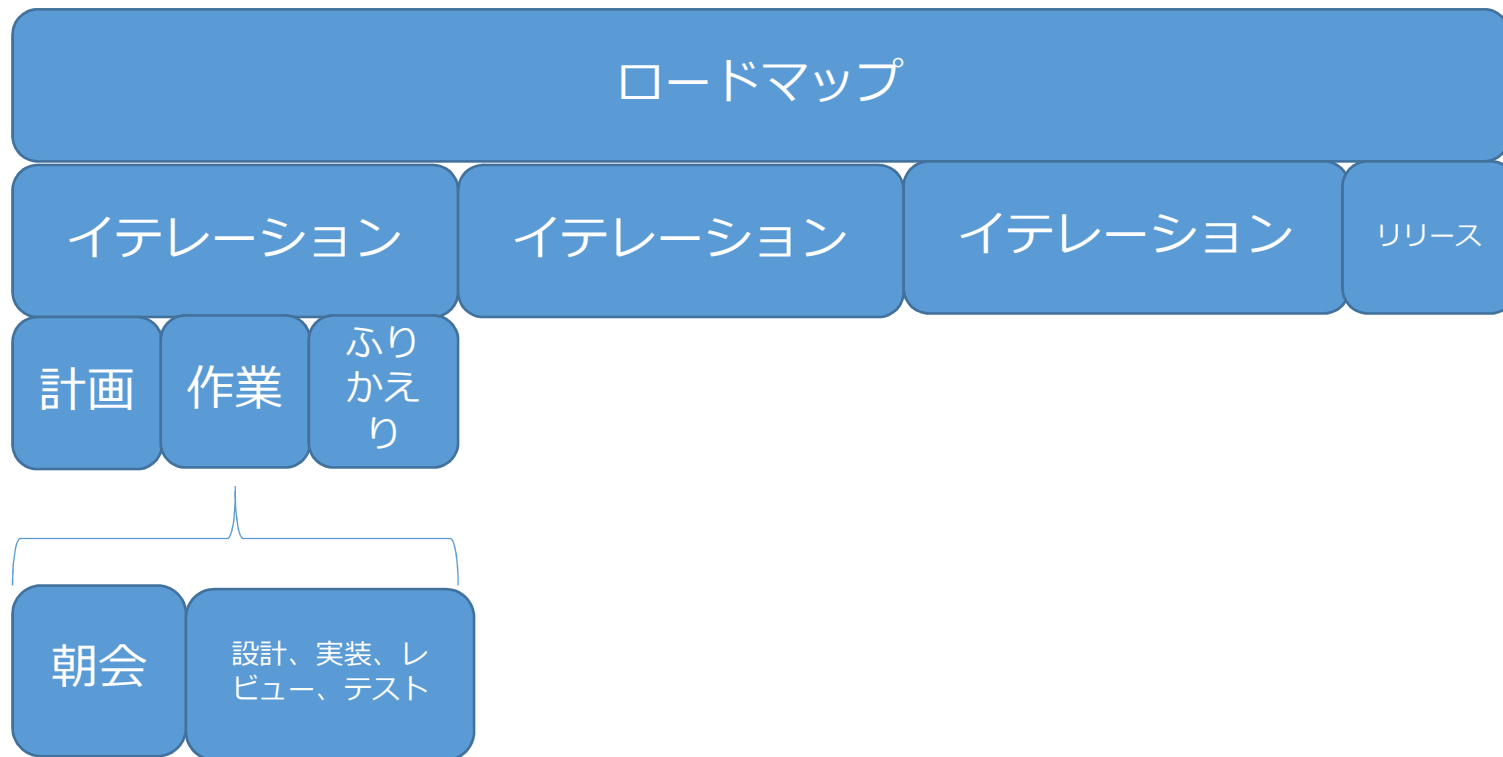 ロードマップ
イテレーション
イテレーション
イテレーション
リリース
計画
作業
ふり
かえ
り
朝会
設計、実装、レ
ビュー、テスト